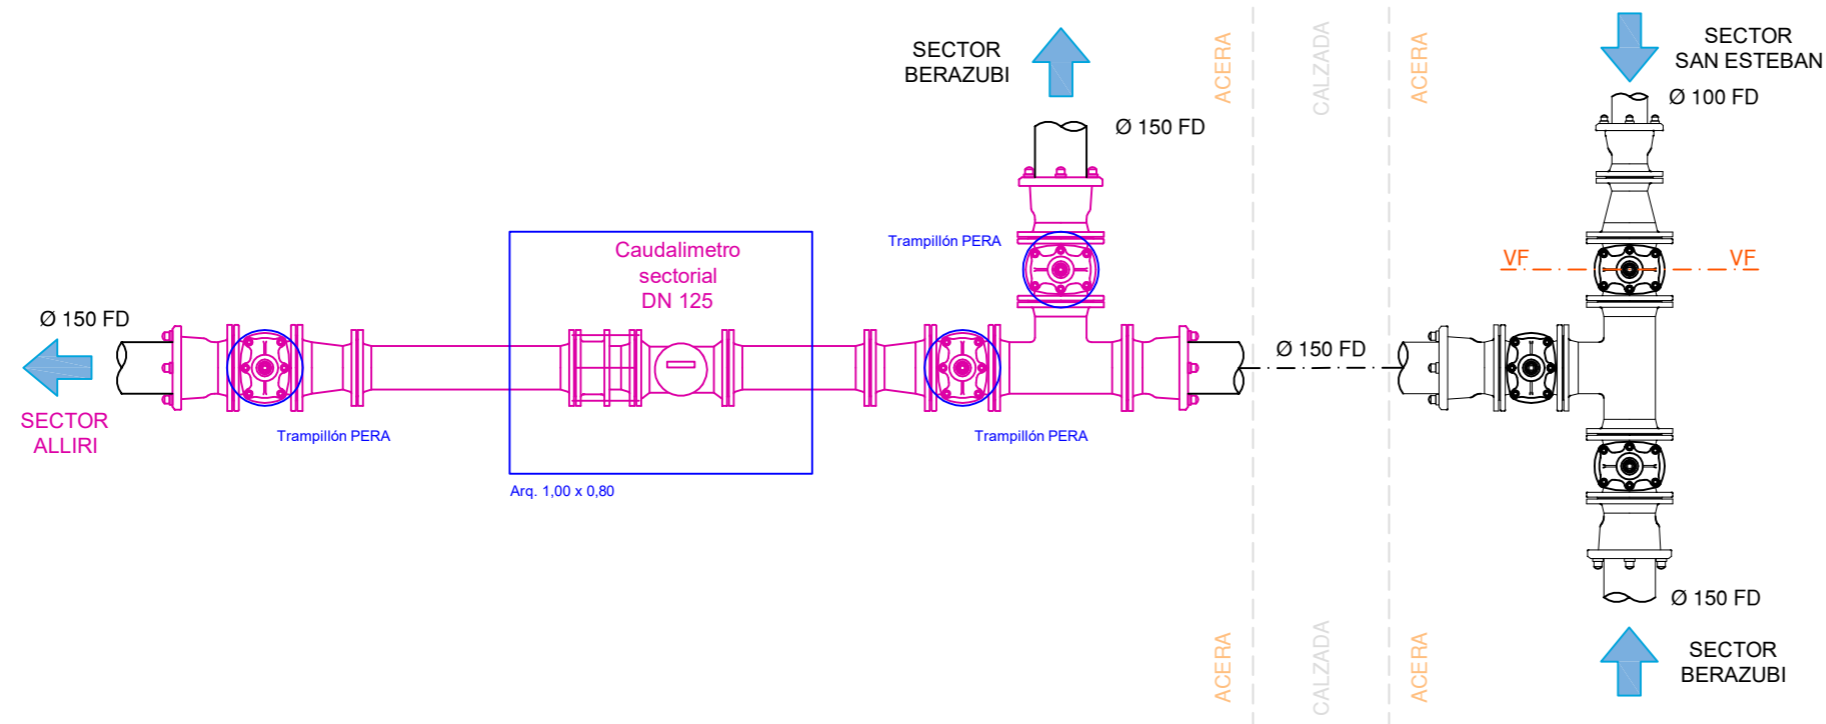 SECTOR
BERAZUBI
ACERA
CALZADA
ACERA
SECTOR
SAN ESTEBAN
Ø 100 FD
Ø 150 FD
Trampillón PERA
Caudalimetro
sectorial
DN 125
VF
VF
Ø 150 FD
Ø 150 FD
SECTOR
ALLIRI
Trampillón PERA
Trampillón PERA
Arq. 1,00 x 0,80
Ø 150 FD
ACERA
CALZADA
ACERA
SECTOR
BERAZUBI